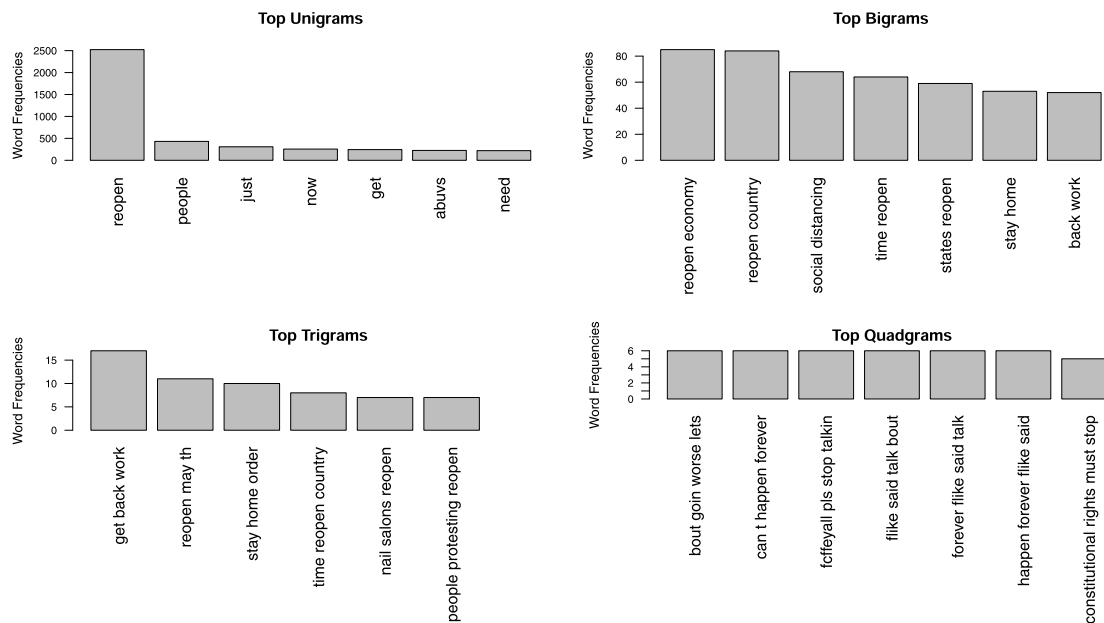 Top Unigrams
Word Frequencies
2500
2000
1500
1000
500
0
reopen
people
just
now
get
abuvs
need
Top Bigrams
Word Frequencies
80
60
40
20
0
reopen economy
reopen country
social distancing
time reopen
states reopen
stay home
back work
Top Trigrams
Word Frequencies
15
10
5
0
get back work
reopen may th
stay home order
time reopen country
nail salons reopen
people protesting reopen
Top Quadgrams
Word Frequencies
6
4
2
0
bout goin worse lets
can t happen forever
fcffeyall pls stop talkin
flike said talk bout
forever flike said talk
happen forever flike said
constitutional rights must stop